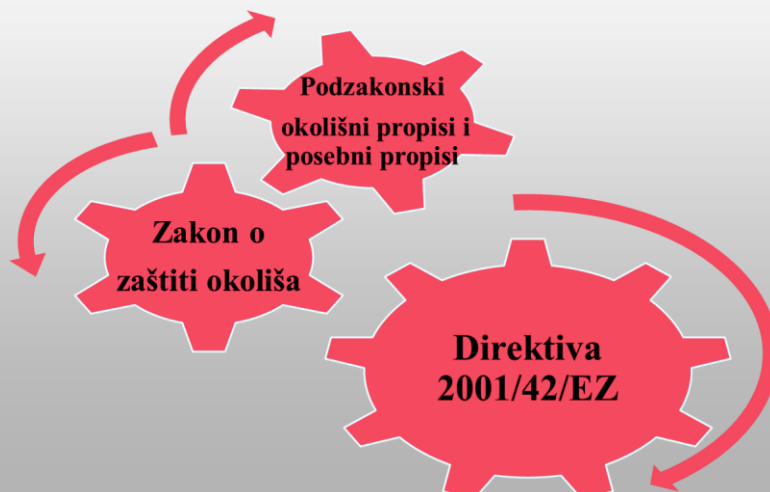 Podzakonski
okolišni propisi i
posebni propisi
Zakon o
zaštiti okoliša
Direktiva
2001/42/EZ